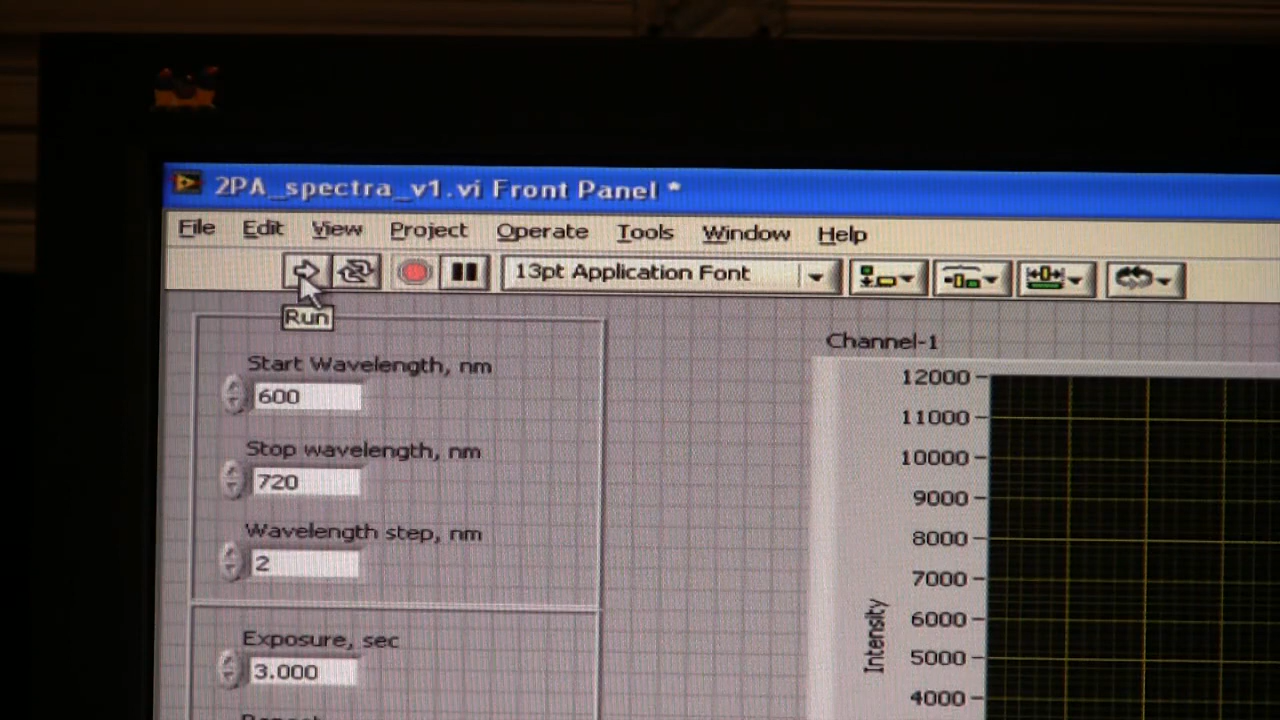 2PA_spectra_v1.vi Front Panel *
File Edit View Project Operate Tools Window Help
13pt Application Font
Run
Start Wavelength, nm
600
Stop wavelength, nm
720
Wavelength step, nm
2
Exposure, sec
3.000
Channel-1
12000
11000
10000
9000
8000
7000
6000
5000
4000
Intensity